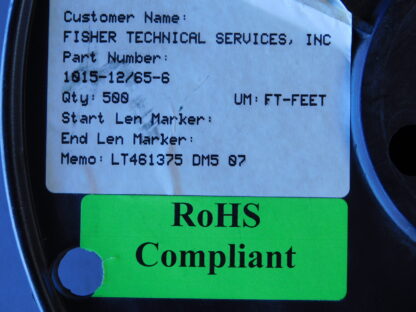 Customer Name:
FISHER TECHNICAL SERVICES, INC
Part Number:
1015-12/65-6
Qty: 500 UM: FT-FEET
Start Len Marker:
End Len Marker:
Memo: LT461375 DM5 07
RoHS
Compliant